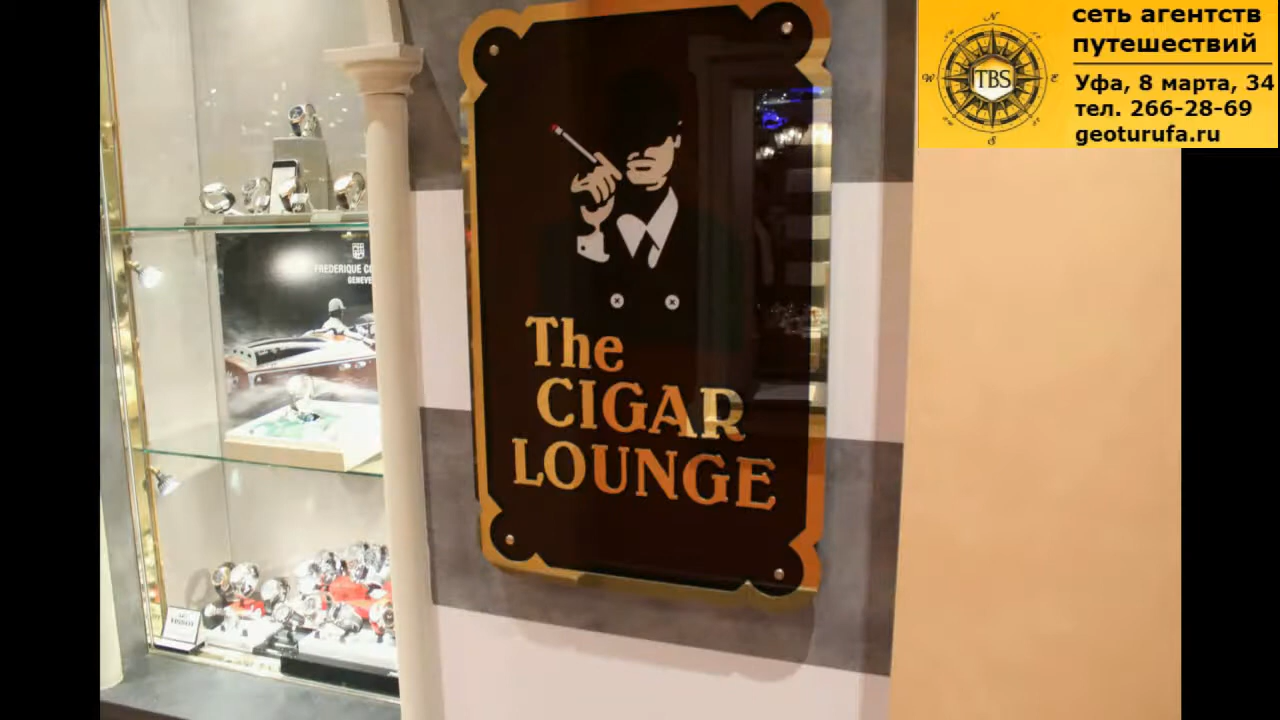 сеть агентств
путешествий
TBS
N
W
E
S
Уфа, 8 марта, 34
тел. 266-28-69
geoturufa.ru
FREDERIQUE
GENEVE
The
CIGAR
LOUNGE
TISSOT